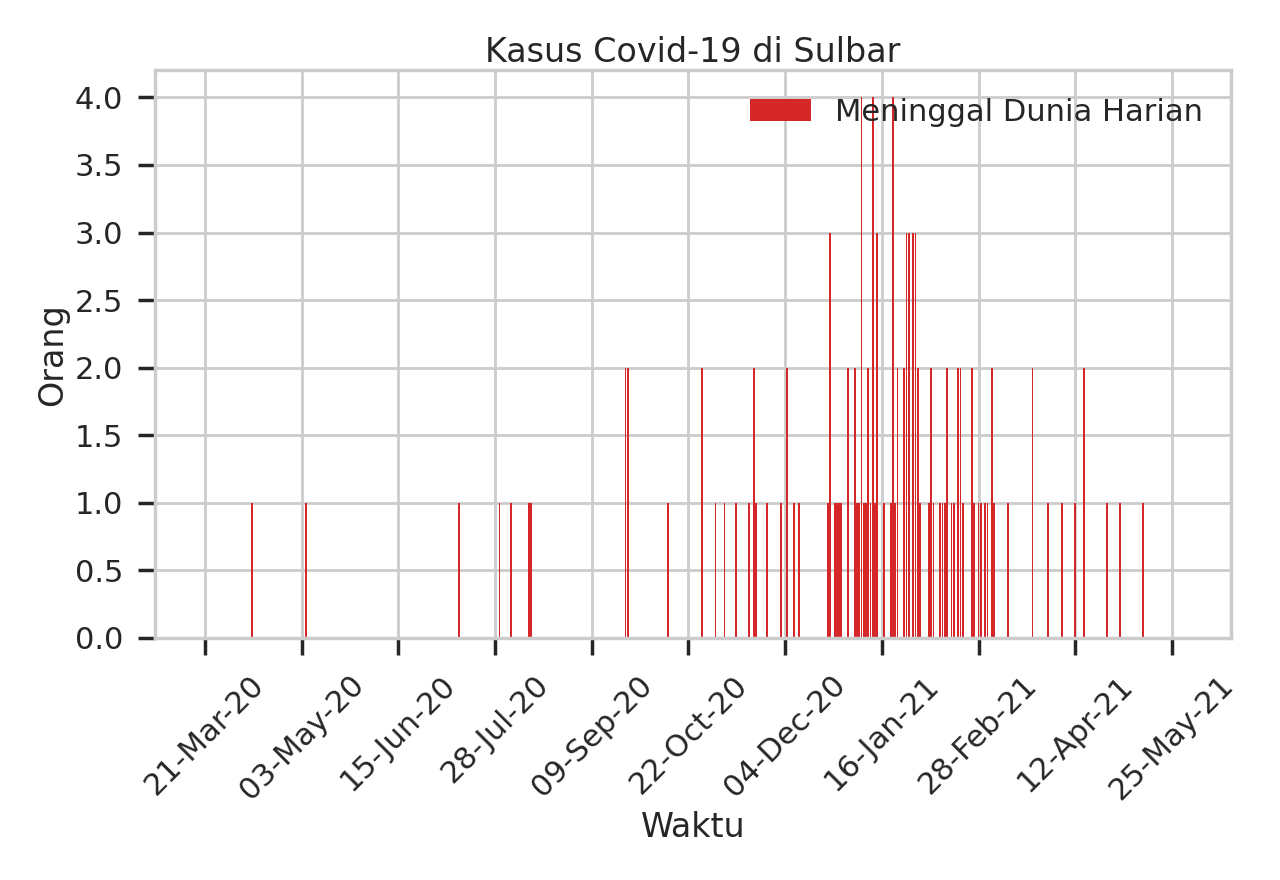 Kasus Covid-19 di Sulbar
Meninggal Dunia Harian
4.0
3.5
3.0
2.5
2.0
1.5
1.0
0.5
0.0
Orang
21-Mar-20
03-May-20
15-Jun-20
28-Jul-20
09-Sep-20
22-Oct-20
04-Dec-20
16-Jan-21
28-Feb-21
12-Apr-21
25-May-21
Waktu